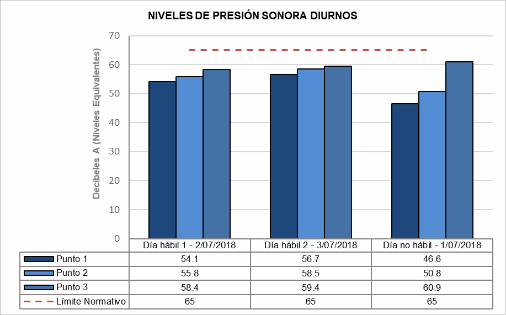 NIVELES DE PRESIÓN SONORA DIURNOS
Decibeles A (Niveles Equivalentes)
70
60
50
40
30
20
10
0
Día hábil 1 - 2/07/2018 Día hábil 2 - 3/07/2018 Día no hábil - 1/07/2018
Punto 1 54.1 56.7 46.6
Punto 2 55.8 58.5 50.8
Punto 3 58.4 59.4 60.9
Límite Normativo 65 65 65